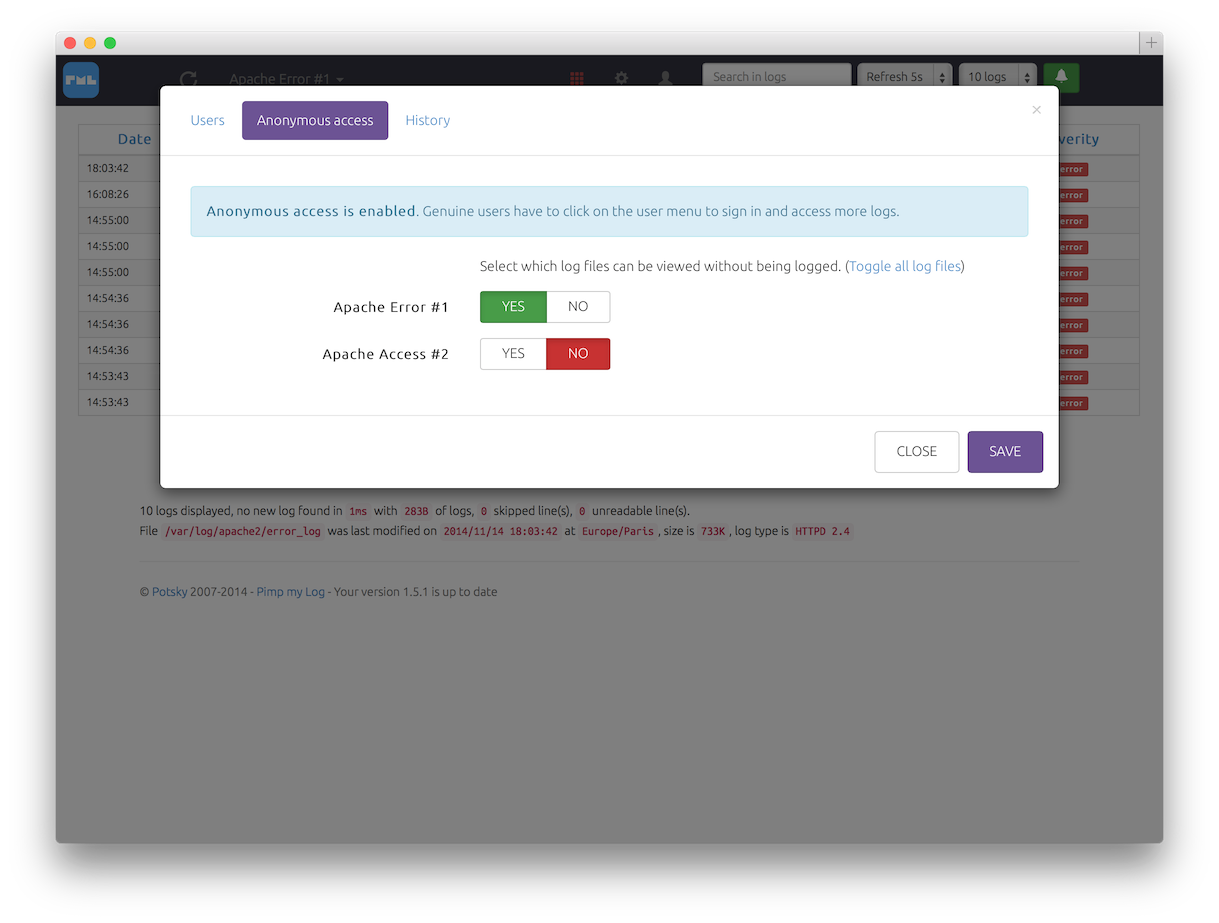 PML Apache Error #1 Search in logs Refresh 5s 10 logs
Users Anonymous access History ×
Date verity
Anonymous access is enabled. Genuine users have to click on the user menu to sign in and access more logs.
Select which log files can be viewed without being logged. (Toggle all log files)
Apache Error #1 YES NO
Apache Access #2 YES NO
18:03:42 error
16:08:26 error
14:55:00 error
14:55:00 error
14:55:00 error
14:54:36 error
14:54:36 error
14:54:36 error
14:53:43 error
14:53:43 error
CLOSE SAVE
10 logs displayed, no new log found in 1ms with 283B of logs, 0 skipped line(s), 0 unreadable line(s).
File /var/log/apache2/error_log was last modified on 2014/11/14 18:03:42 at Europe/Paris , size is 733K , log type is HTTPD 2.4
© Potsky 2007-2014 - Pimp my Log - Your version 1.5.1 is up to date